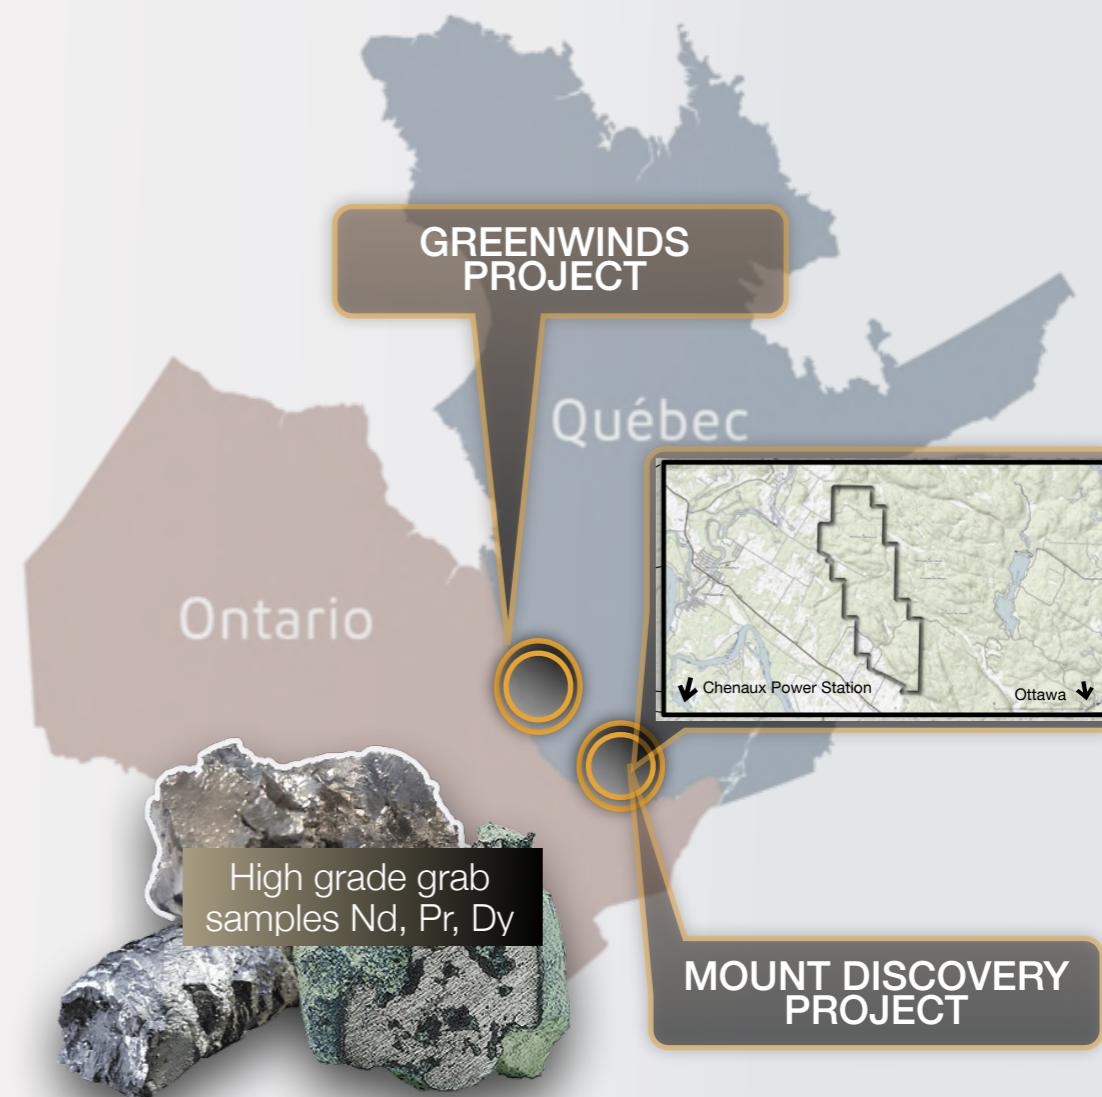 GREENWINDS
PROJECT
Québec
Ontario
Chenaux Power Station
Ottawa
High grade grab
samples Nd, Pr, Dy
MOUNT DISCOVERY
PROJECT